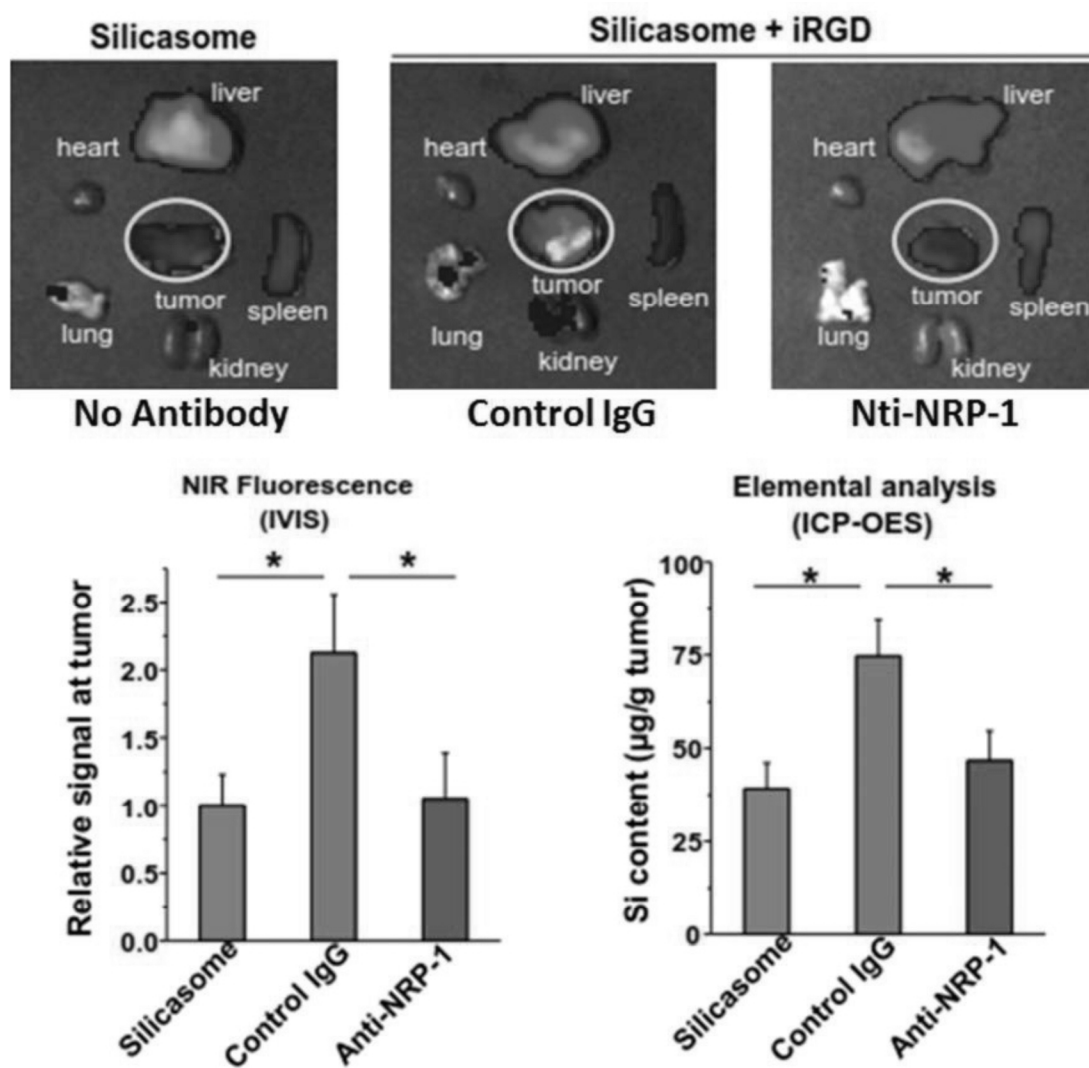 Silicasome
Silicasome + iRGD
liver
heart
tumor
spleen
lung
kidney
liver
heart
tumor
spleen
lung
kidney
liver
heart
tumor
spleen
lung
kidney
No Antibody
Control IgG
Nti-NRP-1
NIR Fluorescence
(IVIS)
*
*
Relative signal at tumor
2.5
2.0
1.5
1.0
0.5
0.0
Silicasome
Control IgG
Anti-NRP-1
Elemental analysis
(ICP-OES)
*
*
Si content (µg/g tumor)
100
75
50
25
0
Silicasome
Control IgG
Anti-NRP-1